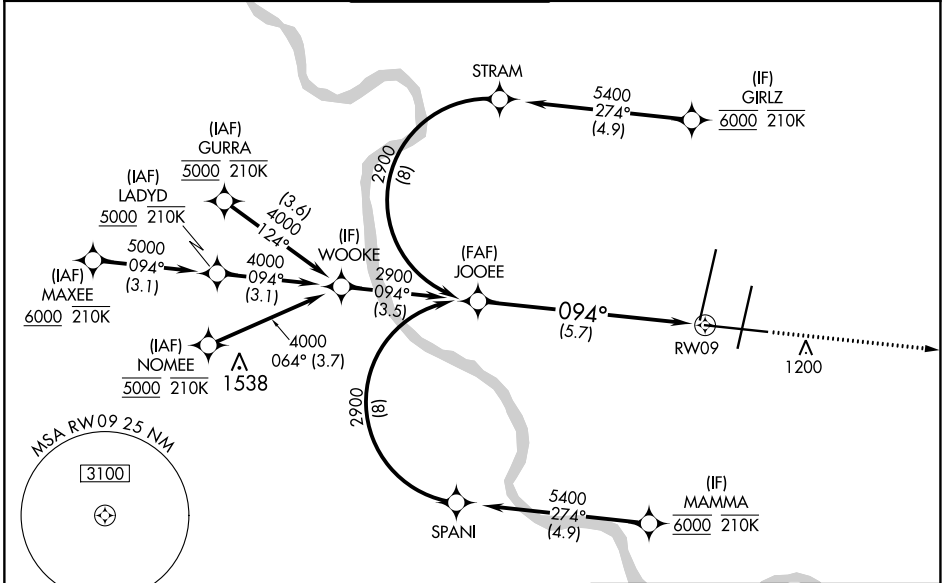 STRAM
5400
274°
(4.9)
(IF)
GIRLZ
6000 210K
2900
(8)
(IAF)
GURRA
5000 210K
(3.6)
4000
124°
(IAF)
LADYD
5000 210K
(IF)
WOOKE
(FAF)
JOOEE
5000
094°
(3.1)
4000
094°
(3.1)
2900
094°
(3.5)
(IAF)
MAXEE
6000 210K
094°
(5.7)
RW09
1200
(IAF)
NOMEE
5000 210K
4000
064° (3.7)
1538
2900
(8)
MSA RW09 25 NM
3100
SPANI
5400
274°
(4.9)
(IF)
MAMMA
6000 210K